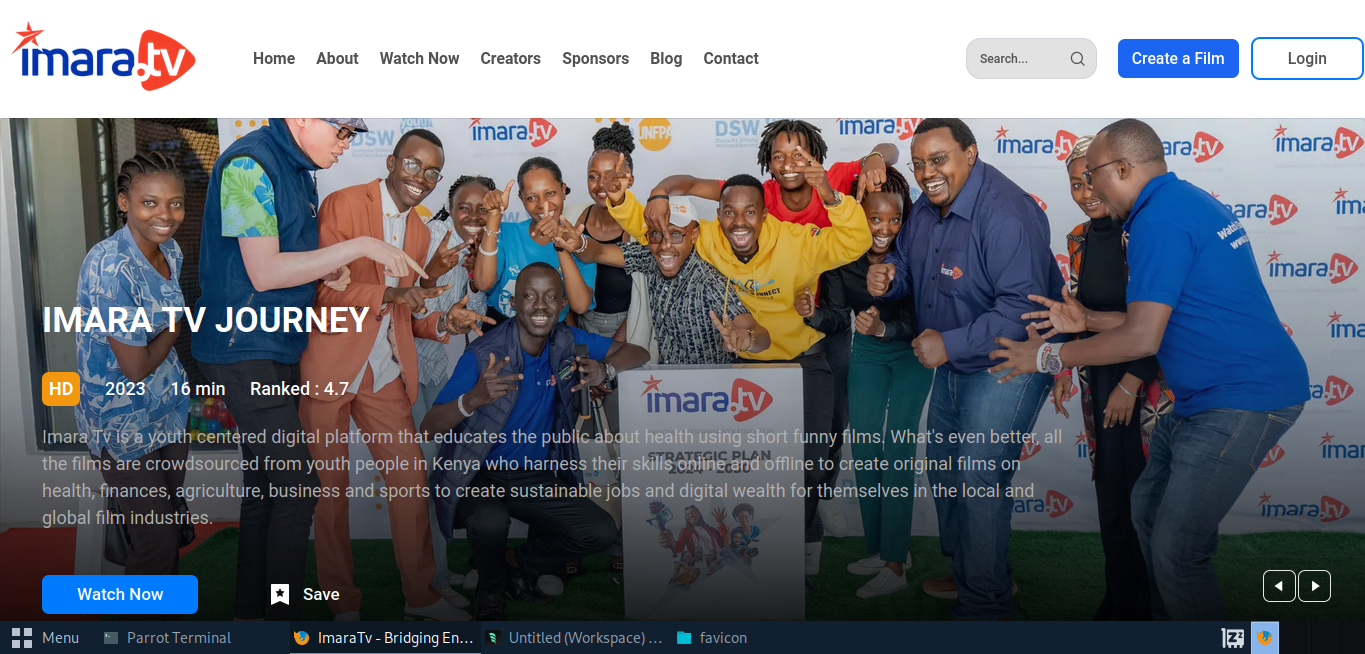 imara.tv
Home About Watch Now Creators Sponsors Blog Contact
Search...
Create a Film
Login
DSW
youth
imara.tv
UNFPA
DSW
imara.tv
imara.tv
imara.tv
imara.tv
imara.tv
IMARA TV JOURNEY
HD 2023 16 min Ranked : 4.7
imara.tv
STRATEGIC PLAN
Imara Tv is a youth centered digital platform that educates the public about health using short funny films. What's even better, all
the films are crowdsourced from youth people in Kenya who harness their skills online and offline to create original films on
health, finances, agriculture, business and sports to create sustainable jobs and digital wealth for themselves in the local and
global film industries.
imara.tv
Watch Now
Save
Menu
Parrot Terminal
ImaraTv - Bridging En...
Untitled (Workspace) ...
favicon